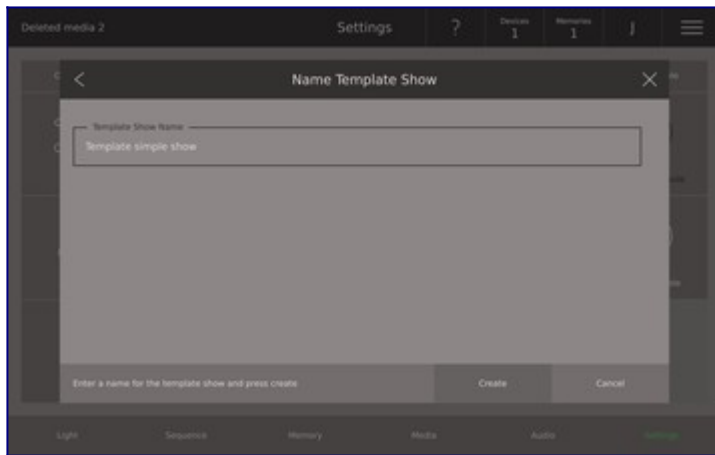 Deleted media 2
Settings
?
Devices
1
Memories
1
J
Name Template Show
Template Show Name
Template simple show
Enter a name for the template show and press create
Create
Cancel
Light
Sequence
Memory
Media
Audio
Settings